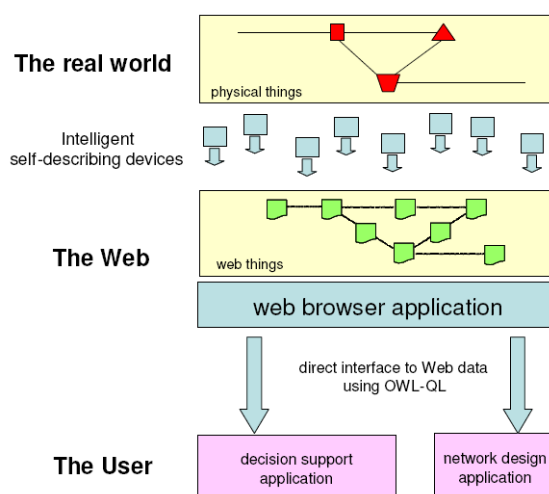 The real world
physical things
Intelligent
self-describing devices
The Web
web things
web browser application
direct interface to Web data
using OWL-QL
The User
decision support
application
network design
application